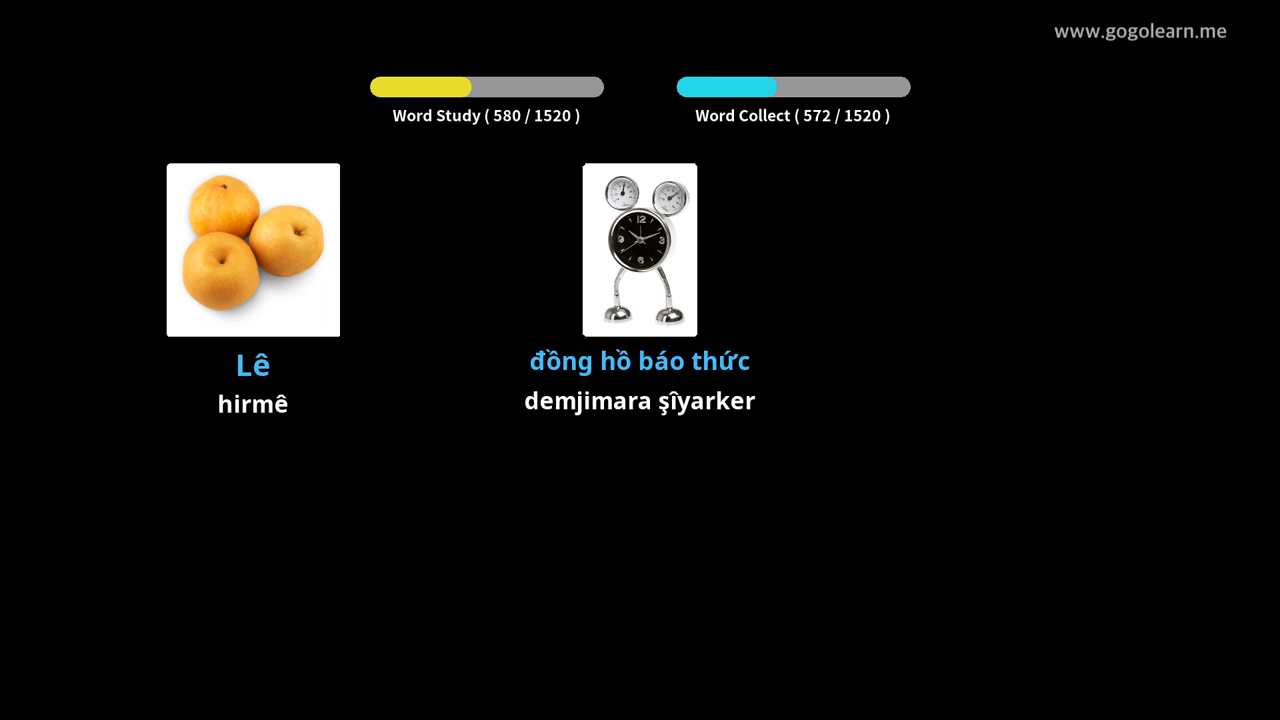 www.gogolearn.me
Word Study ( 580 / 1520 )
Word Collect ( 572 / 1520 )
Lê
hirmê
đồng hồ báo thức
demjimara şîyarker